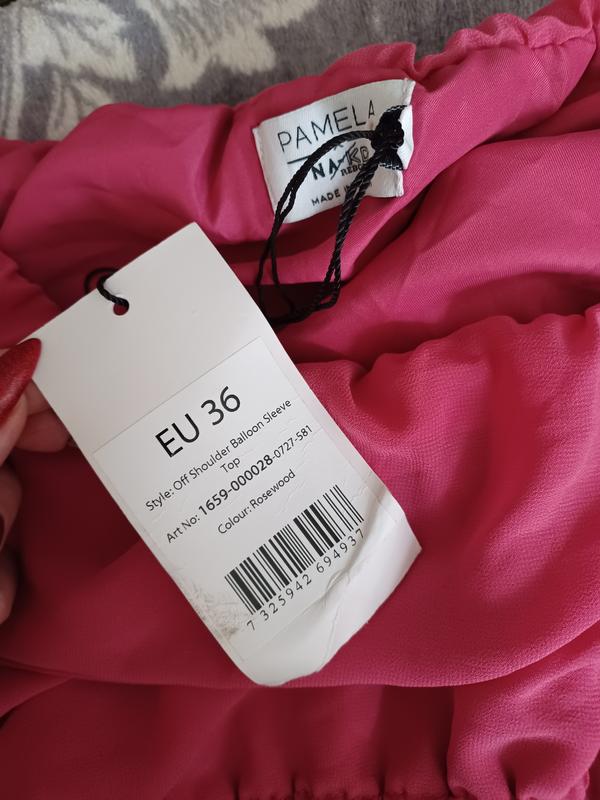 PAMELA
NA-KD
MADE
EU 36
Style: Off Shoulder Balloon Sleeve
Top
Art No: 1659-000028-0727-581
Colour: Rosewood
7 325942 694937